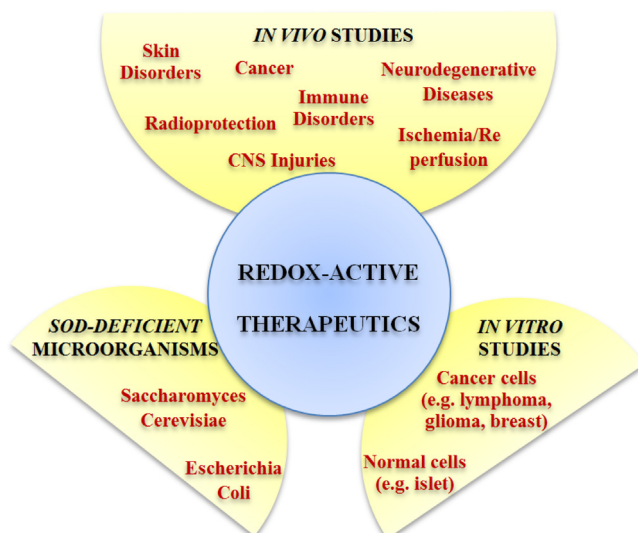 IN VIVO STUDIES
Skin
Disorders
Cancer
Neurodegenerative
Diseases
Immune
Disorders
Radioprotection
Ischemia/Re
perfusion
CNS Injuries
REDOX-ACTIVE
THERAPEUTICS
SOD-DEFICIENT
MICROORGANISMS
Saccharomyces
Cerevisiae
Escherichia
Coli
IN VITRO
STUDIES
Cancer cells
(e.g. lymphoma,
glioma, breast)
Normal cells
(e.g. islet)